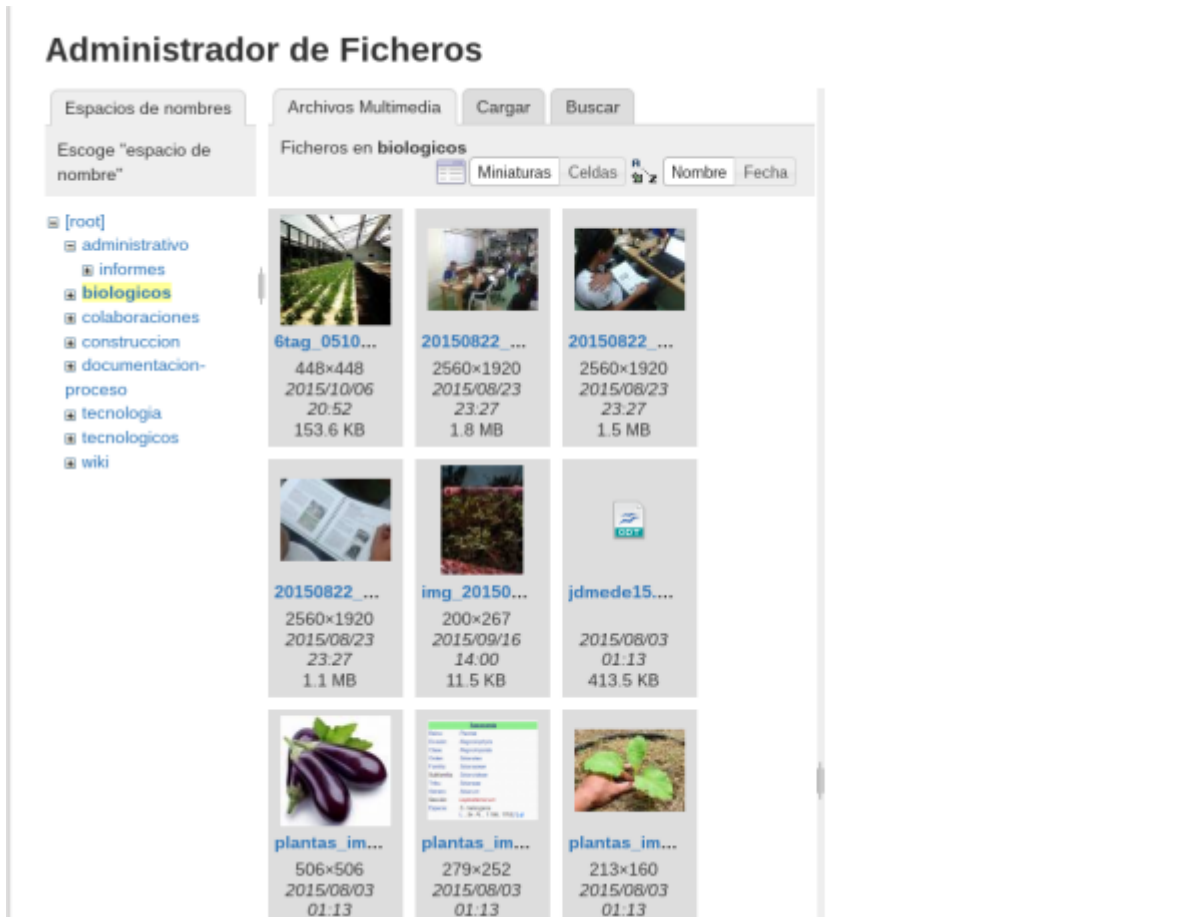 Administrador de Ficheros
Espacios de nombres
Escoge "espacio de
nombre"
[root]
administrativo
informes
biologicos
colaboraciones
construccion
documentacion-
proceso
tecnologia
tecnologicos
wiki
Archivos Multimedia Cargar Buscar
Ficheros en biologicos
Miniaturas Celdas Nombre Fecha
6tag_0510... 20150822_... 20150822_...
448×448 2560×1920 2560×1920
2015/10/06 2015/08/23 2015/08/23
20:52 23:27 23:27
153.6 KB 1.8 MB 1.5 MB
ODT
20150822_... img_20150... jdmede15....
2560×1920 200×267
2015/08/23 2015/09/16 2015/08/03
23:27 14:00 01:13
1.1 MB 11.5 KB 413.5 KB
plantas_im... plantas_im... plantas_im...
506×506 279×252 213×160
2015/08/03 2015/08/03 2015/08/03
01:13 01:13 01:13